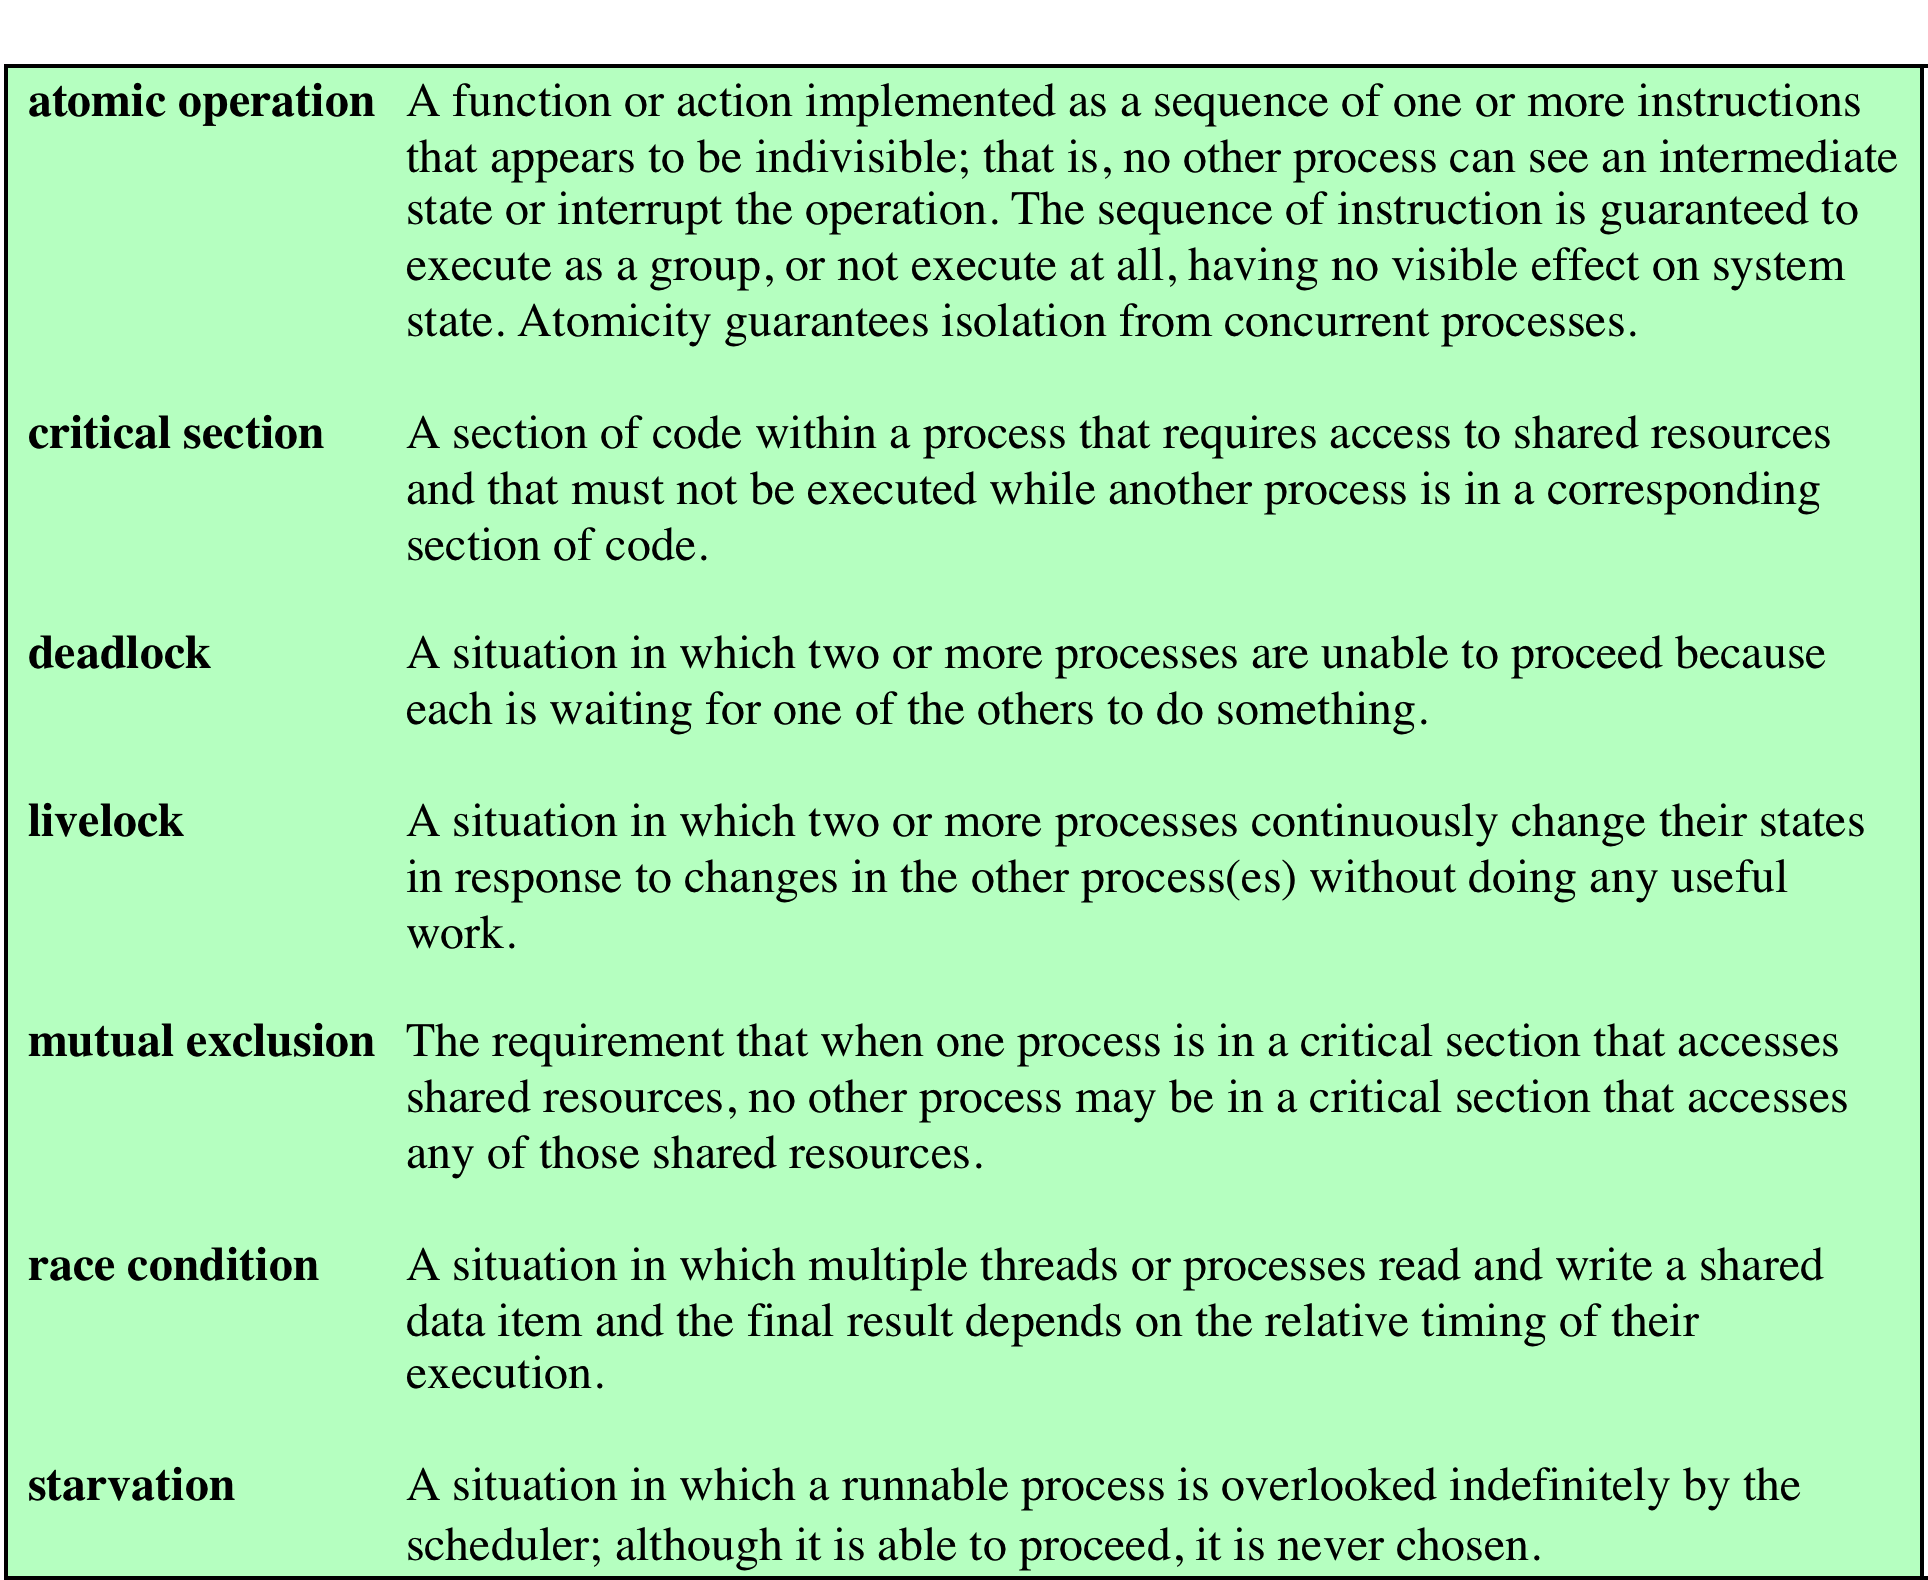 atomic operation A function or action implemented as a sequence of one or more instructions
that appears to be indivisible; that is, no other process can see an intermediate
state or interrupt the operation. The sequence of instruction is guaranteed to
execute as a group, or not execute at all, having no visible effect on system
state. Atomicity guarantees isolation from concurrent processes.
critical section A section of code within a process that requires access to shared resources
and that must not be executed while another process is in a corresponding
section of code.
deadlock A situation in which two or more processes are unable to proceed because
each is waiting for one of the others to do something.
livelock A situation in which two or more processes continuously change their states
in response to changes in the other process(es) without doing any useful
work.
mutual exclusion The requirement that when one process is in a critical section that accesses
shared resources, no other process may be in a critical section that accesses
any of those shared resources.
race condition A situation in which multiple threads or processes read and write a shared
data item and the final result depends on the relative timing of their
execution.
starvation A situation in which a runnable process is overlooked indefinitely by the
scheduler; although it is able to proceed, it is never chosen.